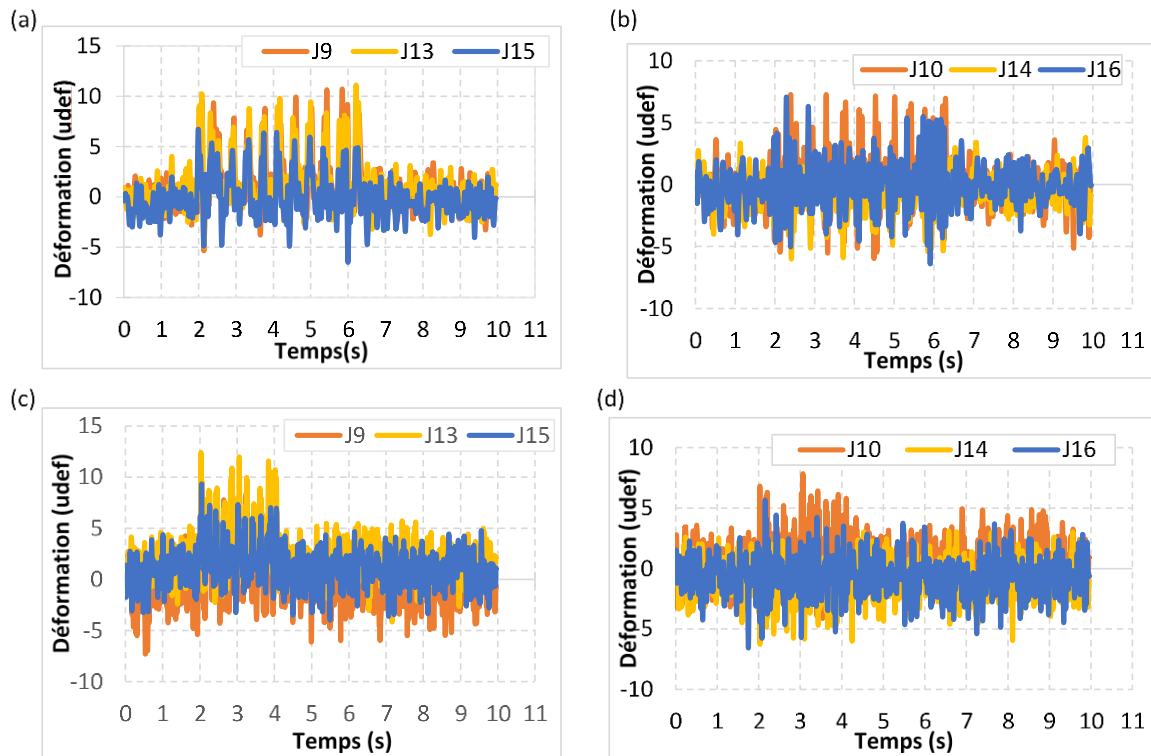 (a)
J9 J13 J15
Déformation (udef)
15
10
5
0
-5
-10
0 1 2 3 4 5 6 7 8 9 10 11
Temps(s)
(b)
J10 J14 J16
Déformation (udef)
10
5
0
-5
-10
0 1 2 3 4 5 6 7 8 9 10 11
Temps (s)
(c)
J9 J13 J15
Déformation (udef)
15
10
5
0
-5
-10
0 1 2 3 4 5 6 7 8 9 10 11
Temps (s)
(d)
J10 J14 J16
Déformation (udef)
10
5
0
-5
-10
0 1 2 3 4 5 6 7 8 9 10 11
Temps (s)